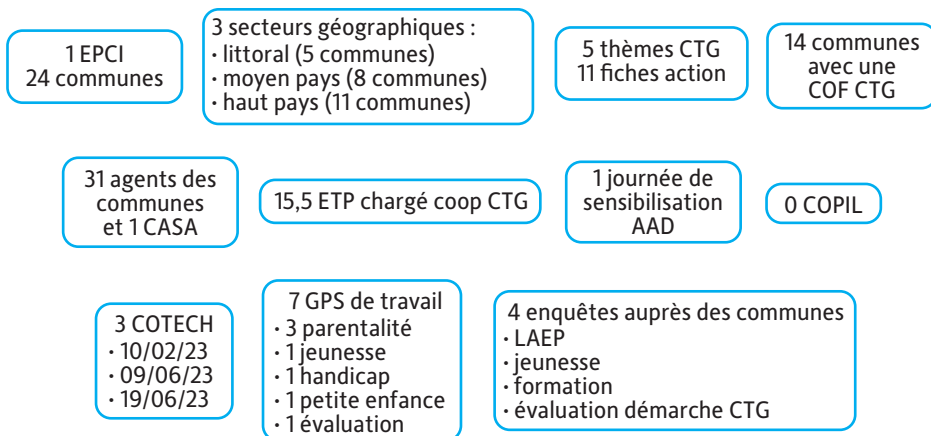 1 EPCI
24 communes
3 secteurs géographiques :
· littoral (5 communes)
· moyen pays (8 communes)
· haut pays (11 communes)
5 thèmes CTG
11 fiches action
14 communes
avec une
COF CTG
31 agents des
communes
et 1 CASA
15,5 ETP chargé coop CTG
1 journée de
sensibilisation
AAD
0 COPIL
3 COTECH
· 10/02/23
· 09/06/23
· 19/06/23
7 GPS de travail
· 3 parentalité
· 1 jeunesse
· 1 handicap
· 1 petite enfance
· 1 évaluation
4 enquêtes auprès des communes
· LAEP
· jeunesse
· formation
· évaluation démarche CTG